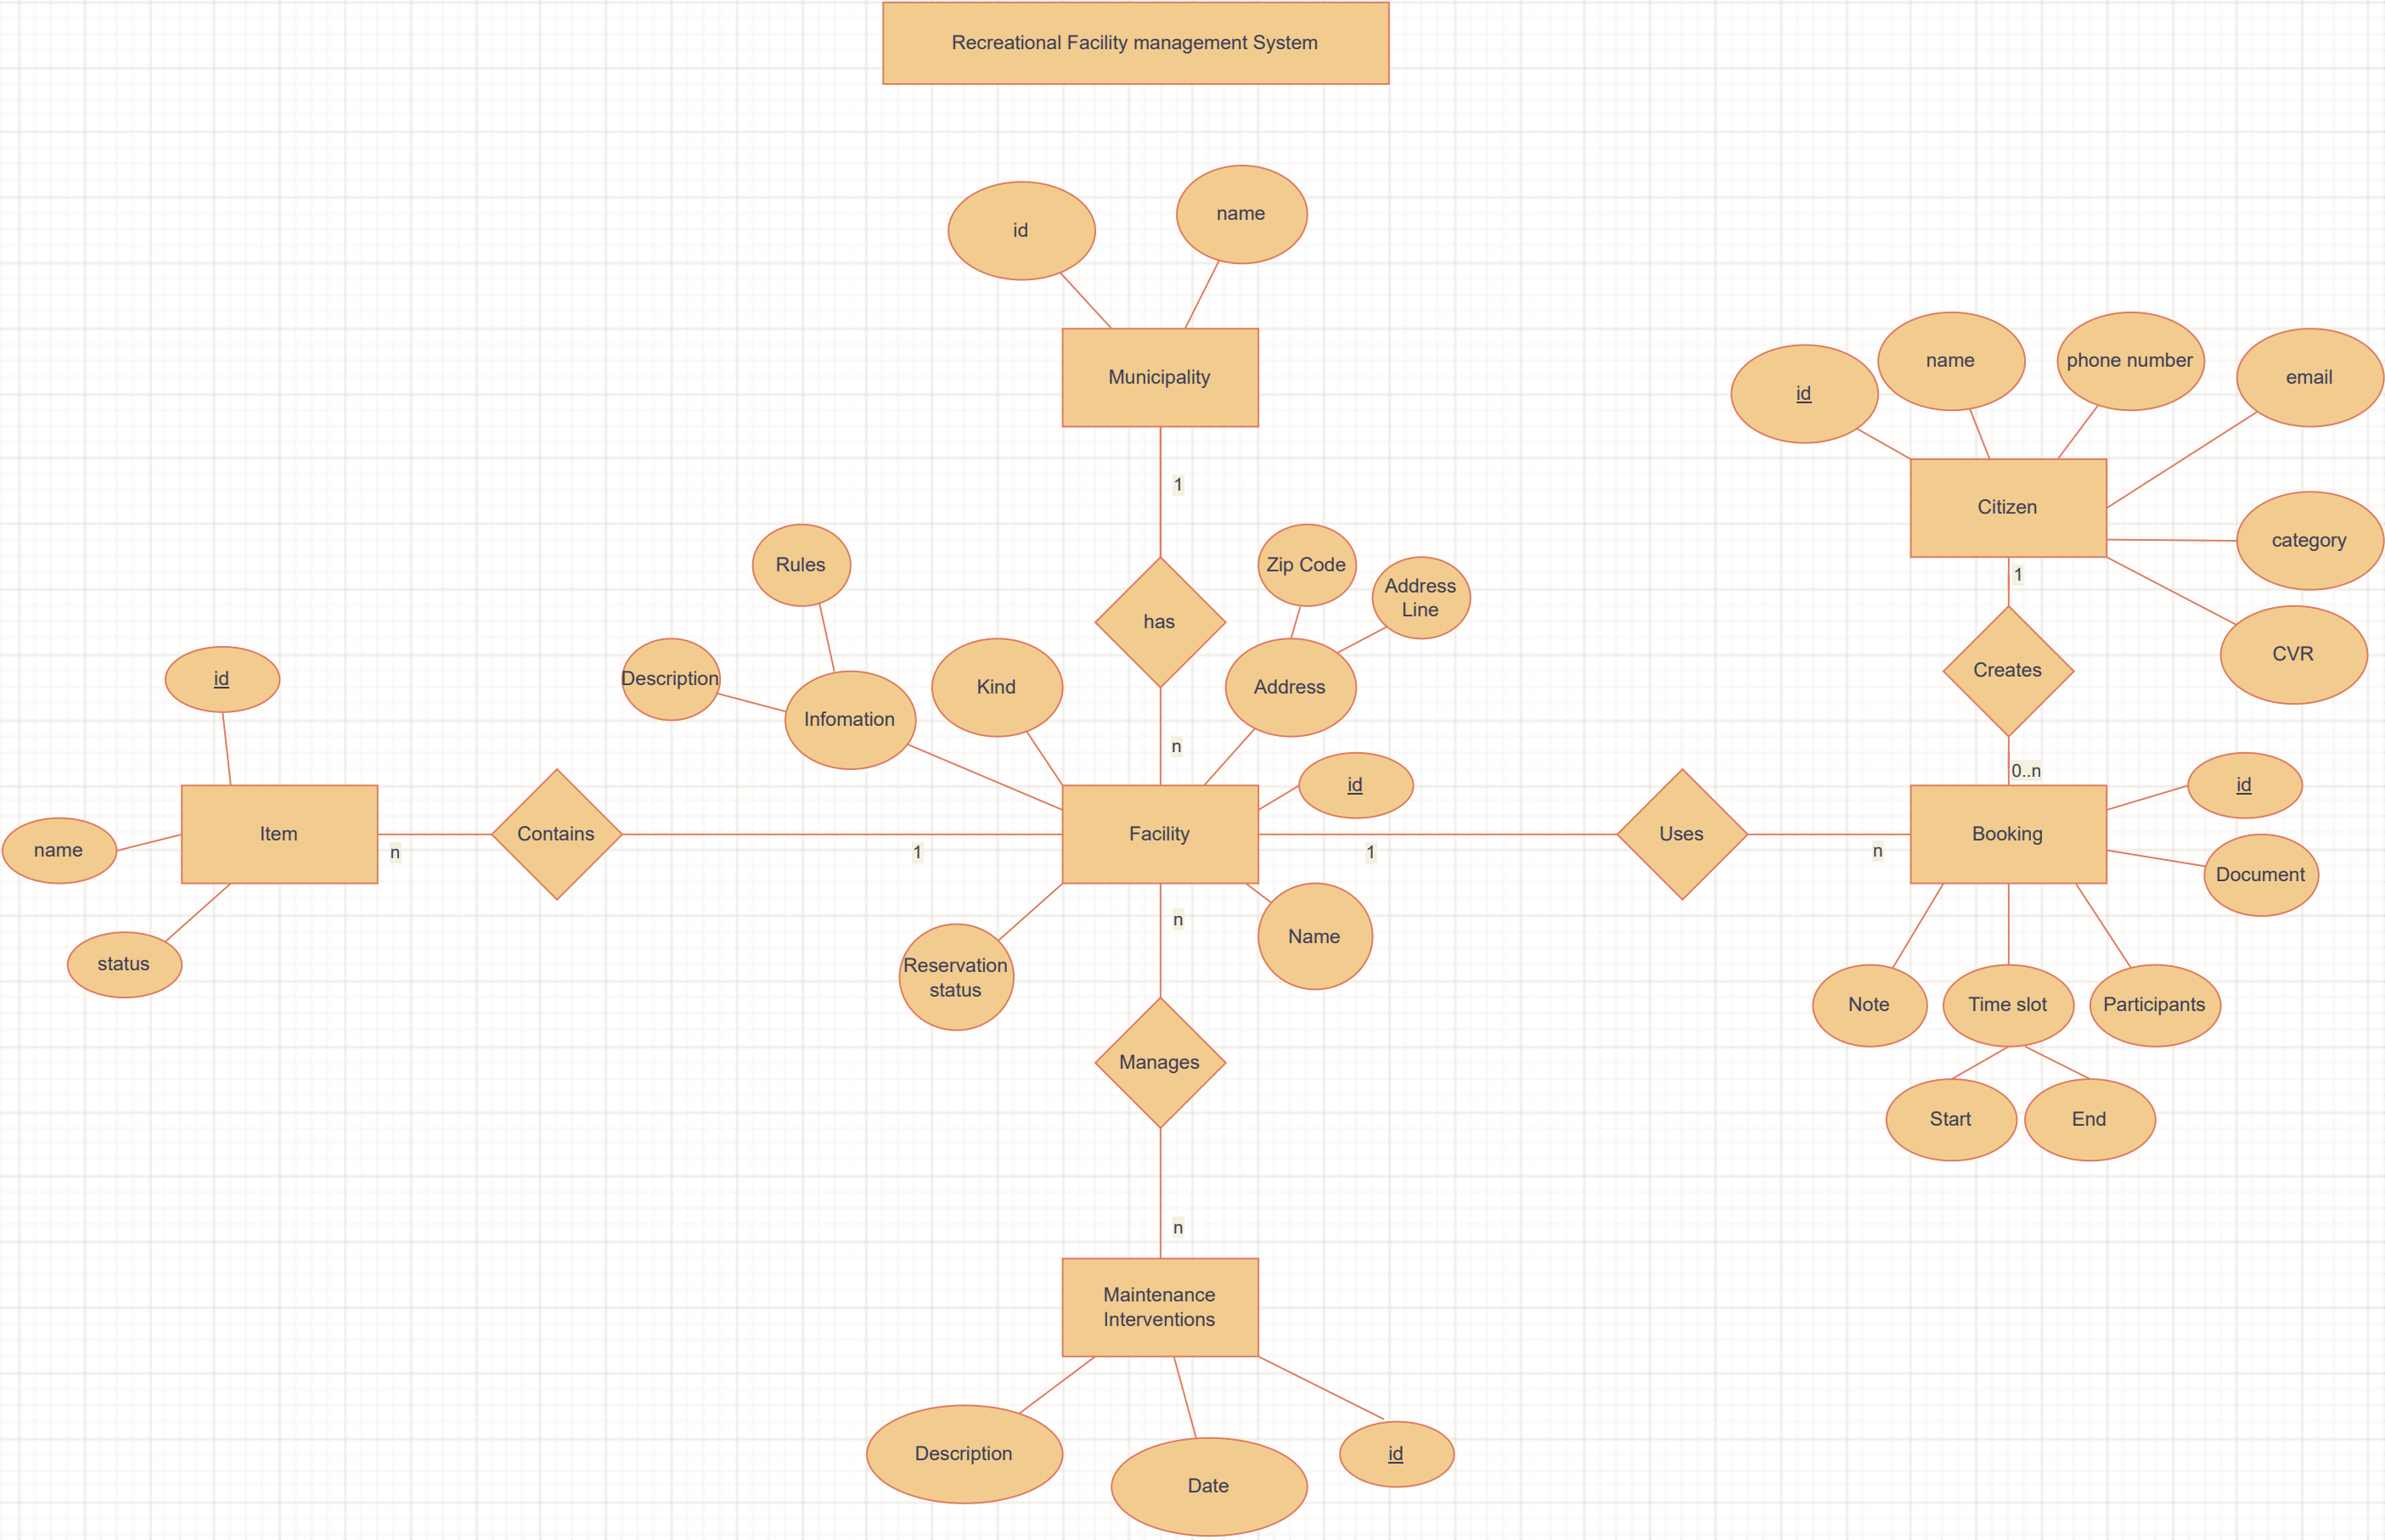 Recreational Facility management System
id
name
Municipality
1
has
n
id
name
phone number
email
Citizen
category
CVR
1
Creates
0..n
Rules
Description
Infomation
Kind
Zip Code
Address
Line
Address
id
id
name
status
Item
n
Contains
1
Facility
1
Uses
n
Booking
id
Document
Note
Time slot
Participants
Start
End
Reservation
status
Name
n
Manages
n
Maintenance
Interventions
Description
Date
id